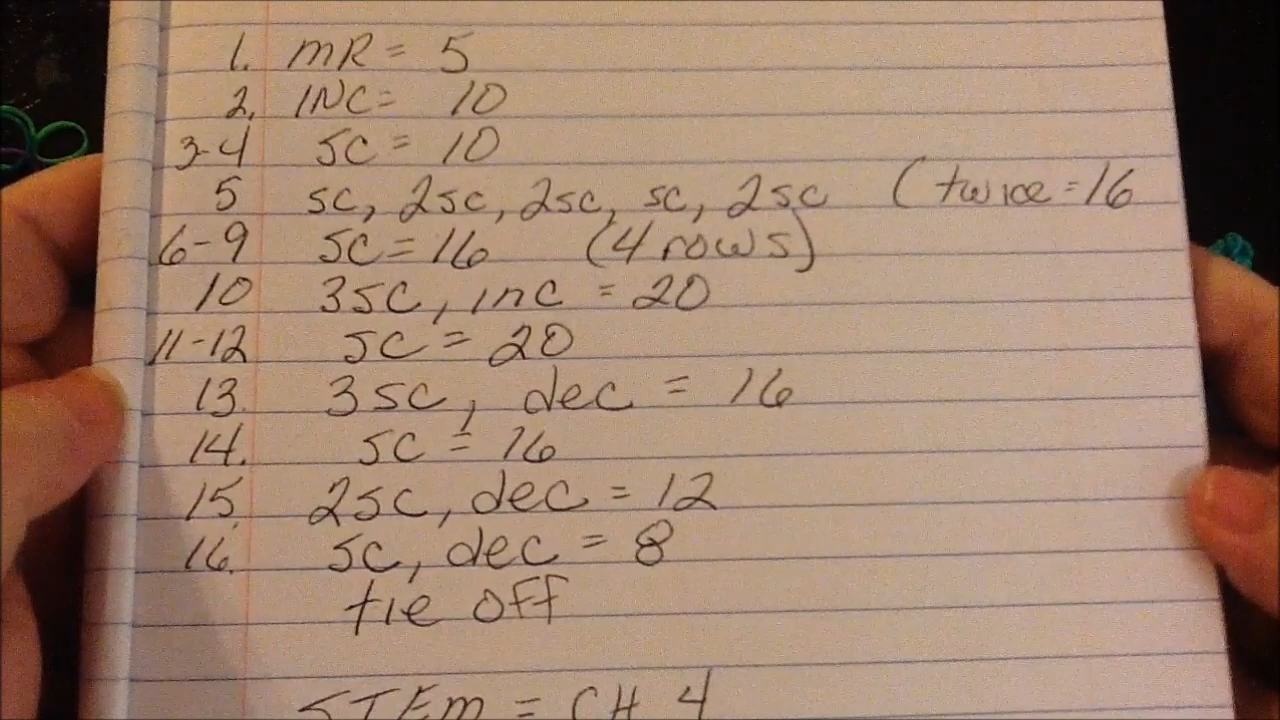 1. MR = 5
2. INC = 10
3-4 SC = 10
5 SC, 2SC, 2SC, SC, 2SC (twice = 16
6-9 SC = 16 (4 rows)
10 3SC, inc = 20
11-12 SC = 20
13. 3SC, dec = 16
14. SC = 16
15. 2SC, dec = 12
16. SC, dec = 8
tie off
STEM = CH 4